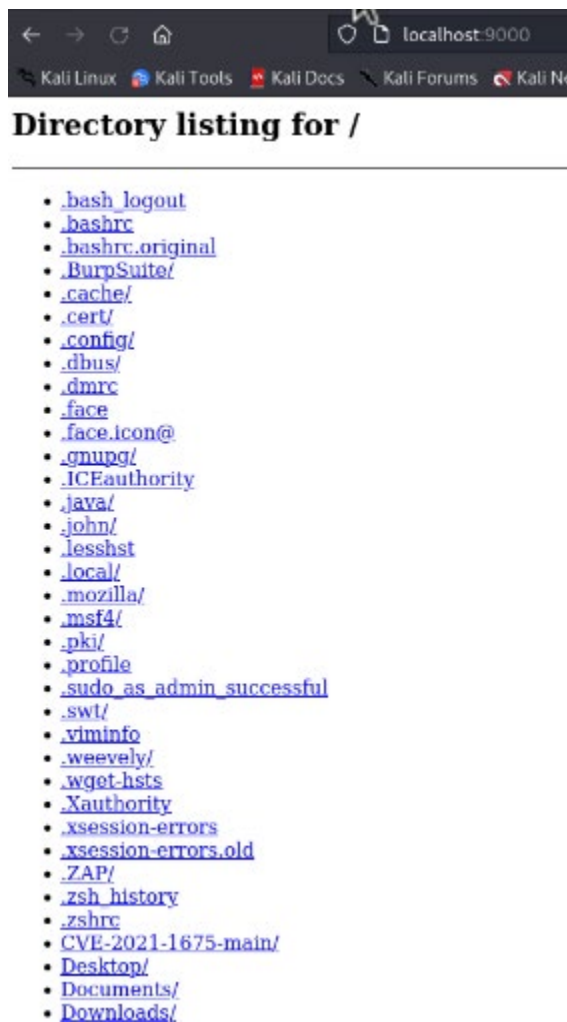 localhost:9000
Kali Linux Kali Tools Kali Docs Kali Forums Kali Ne
Directory listing for /
.bash_logout
.bashrc
.bashrc.original
.BurpSuite/
.cache/
.cert/
.config/
.dbus/
.dmrc
.face
.face.icon@
.gnupg/
.ICEauthority
.java/
.john/
.lesshst
.local/
.mozilla/
.msf4/
.pki/
.profile
.sudo_as_admin_successful
.swt/
.viminfo
.weevely/
.wget-hsts
.Xauthority
.xsession-errors
.xsession-errors.old
.ZAP/
.zsh_history
.zshrc
CVE-2021-1675-main/
Desktop/
Documents/
Downloads/